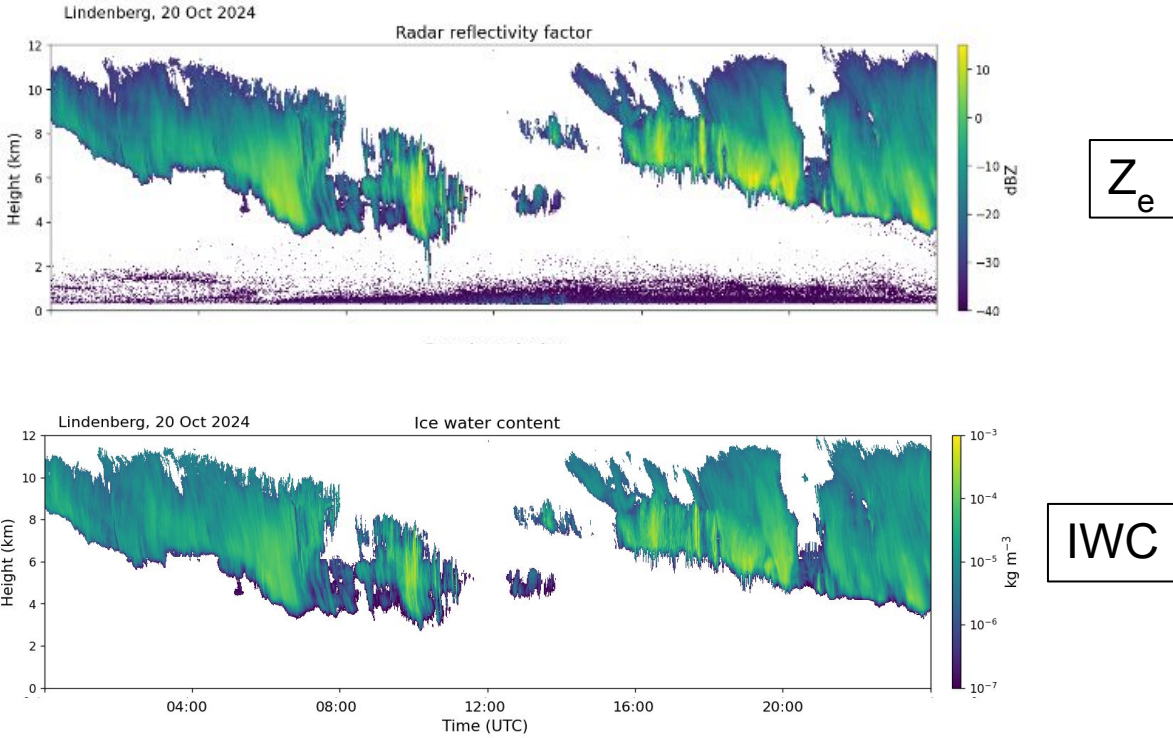 Lindenberg, 20 Oct 2024
Radar reflectivity factor
12
10
8
6
4
2
0
Height (km)
10
0
−10
−20
−30
−40
dBZ
Ze
Lindenberg, 20 Oct 2024
Ice water content
12
10
8
6
4
2
0
Height (km)
04:00 08:00 12:00 16:00 20:00
Time (UTC)
10⁻³
10⁻⁴
10⁻⁵
10⁻⁶
10⁻⁷
kg m⁻³
IWC